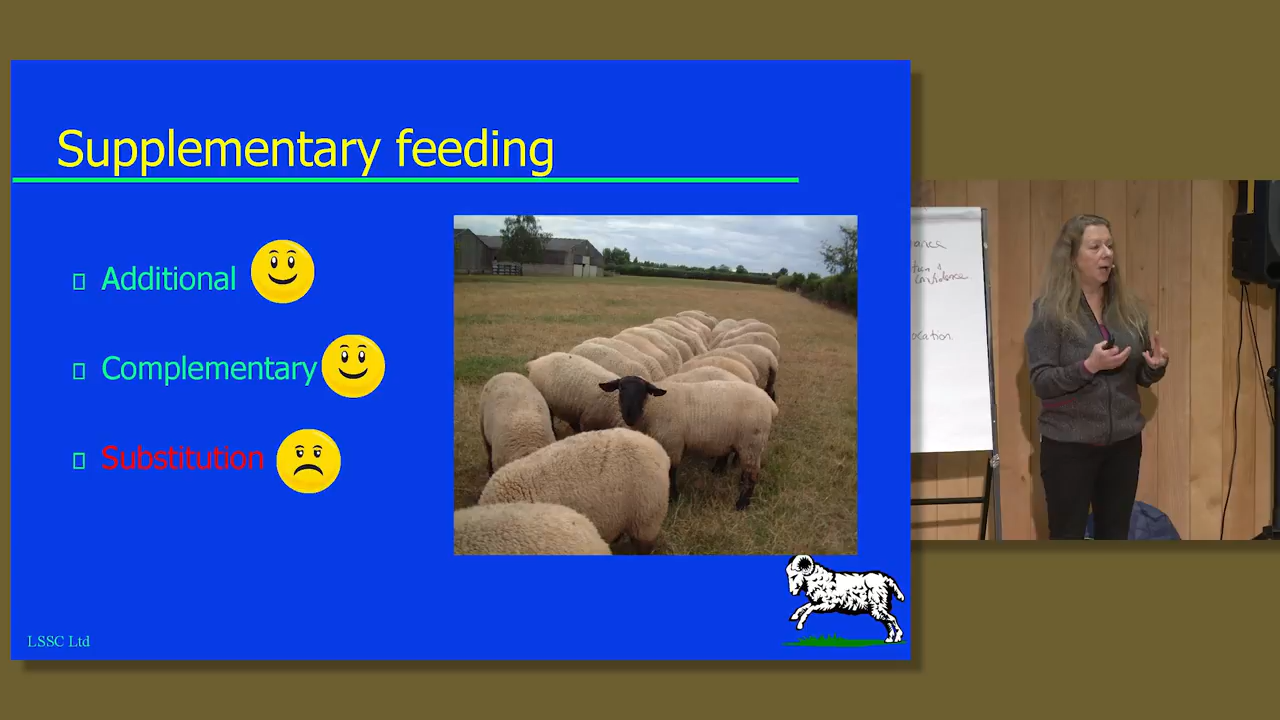 Supplementary feeding
Additional
Complementary
Substitution
LSSC Ltd